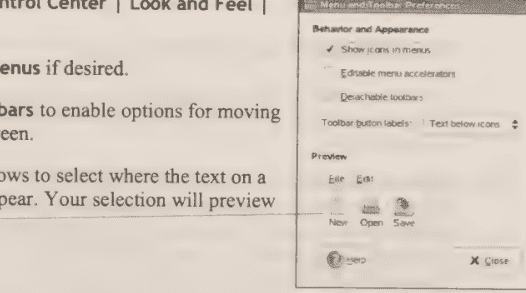 ntrol Center | Look and Feel |
enus if desired.
bars to enable options for moving
een.
ows to select where the text on a
pear. Your selection will preview
Menu and Toolbar Preferences
Behavior and Appearance
✓ Show icons in menus
Editable menu accelerators
Detachable toolbars
Toolbar button labels: Text below icons
Preview
File Edit
New Open Save
Help X Close